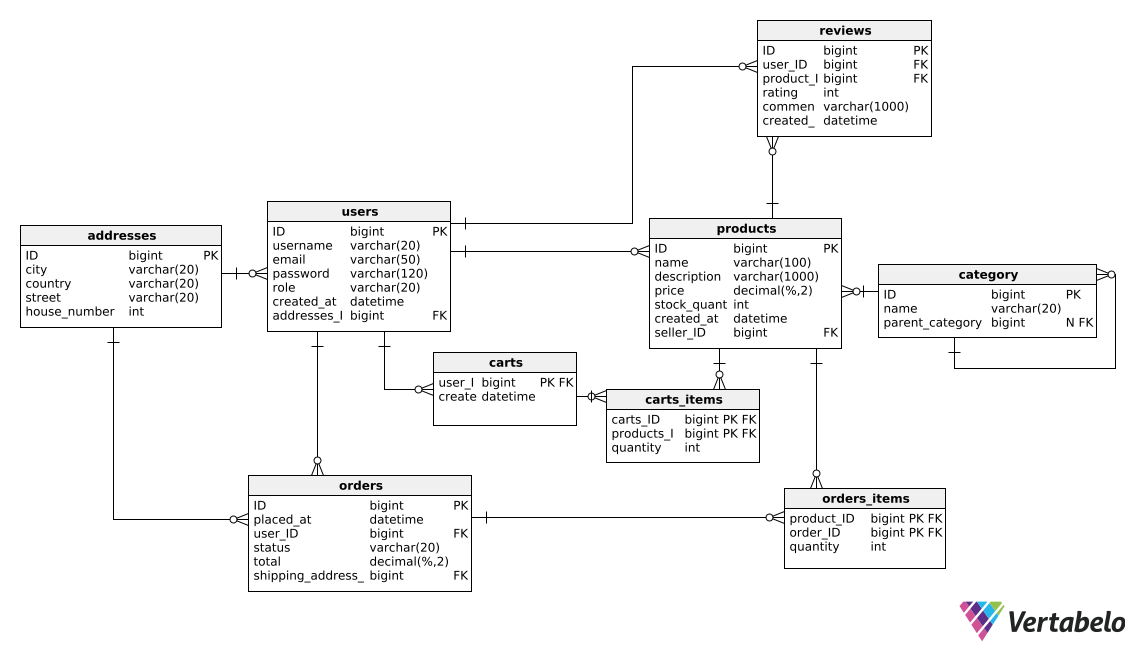 reviews
ID bigint PK
user_ID bigint FK
product_I bigint FK
rating int
commen varchar(1000)
created_ datetime
users
ID bigint PK
username varchar(20)
email varchar(50)
password varchar(120)
role varchar(20)
created_at datetime
addresses_I bigint FK
addresses
ID bigint PK
city varchar(20)
country varchar(20)
street varchar(20)
house_number int
products
ID bigint PK
name varchar(100)
description varchar(1000)
price decimal(%,2)
stock_quant int
created_at datetime
seller_ID bigint FK
category
ID bigint PK
name varchar(20)
parent_category bigint N FK
carts
user_I bigint PK FK
create datetime
carts_items
carts_ID bigint PK FK
products_I bigint PK FK
quantity int
orders
ID bigint PK
placed_at datetime
user_ID bigint FK
status varchar(20)
total decimal(%,2)
shipping_address_ bigint FK
orders_items
product_ID bigint PK FK
order_ID bigint PK FK
quantity int
Vertabelo